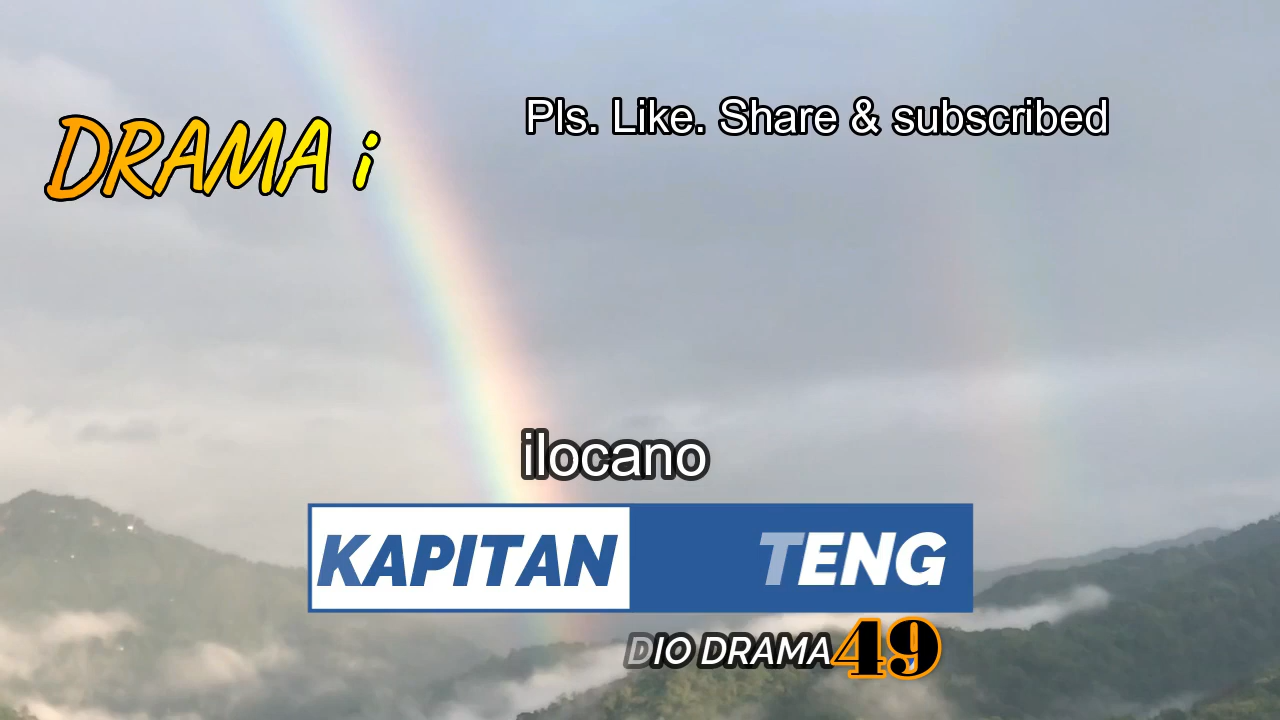 DRAMA i
Pls. Like. Share & subscribed
ilocano
KAPITAN TENG
DIO DRAMA 49